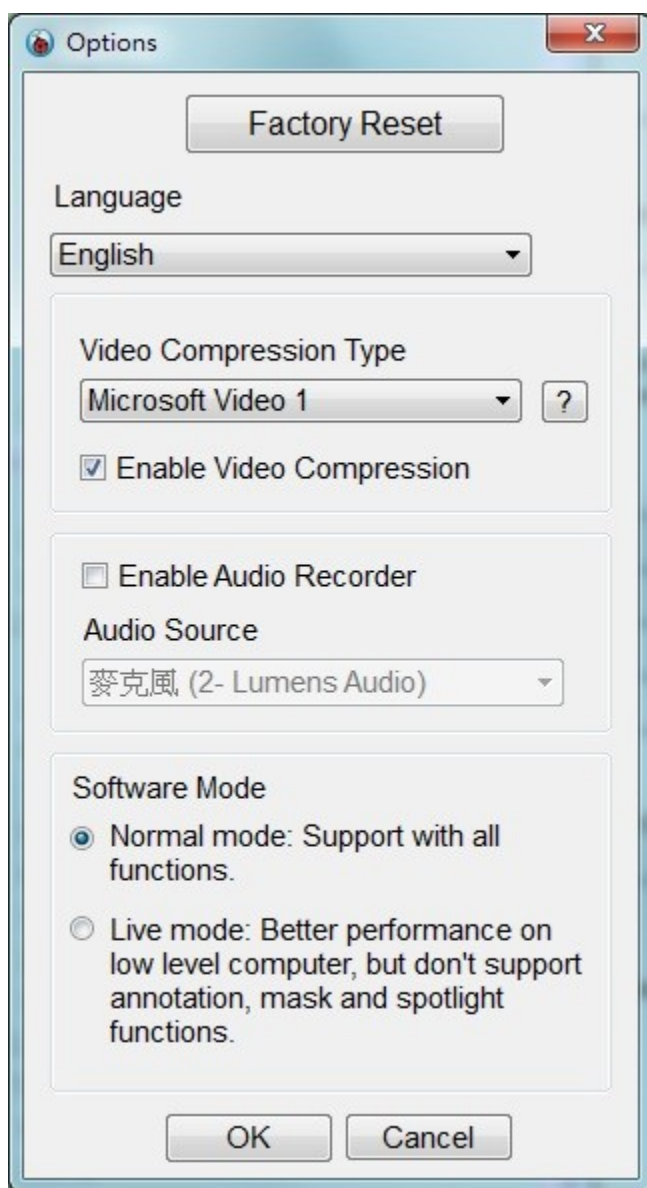 Options
Factory Reset
Language
English
Video Compression Type
Microsoft Video 1
?
Enable Video Compression
Enable Audio Recorder
Audio Source
麥克風 (2- Lumens Audio)
Software Mode
Normal mode: Support with all
functions.
Live mode: Better performance on
low level computer, but don't support
annotation, mask and spotlight
functions.
OK
Cancel